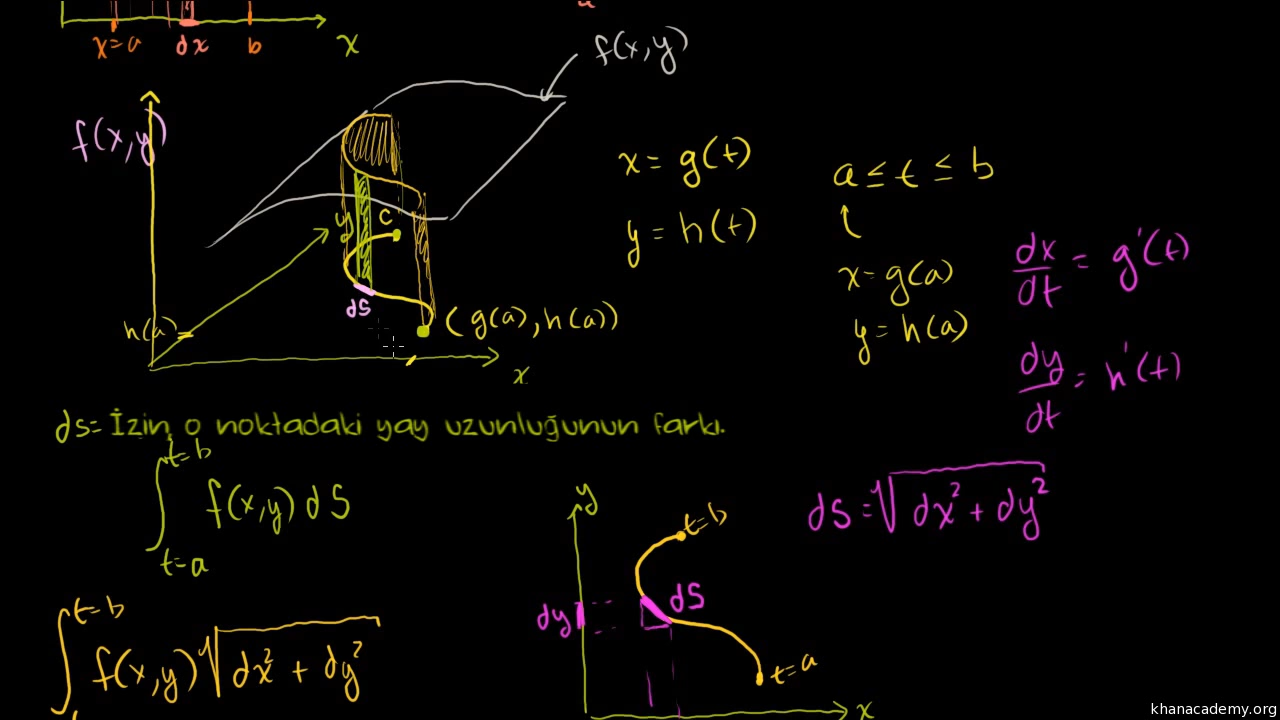 x=a dx b x
f(x,y)
f(x,y)
x = g(t)
y = h(t)
a ≤ t ≤ b
x = g(a)
y = h(a)
dx/dt = g'(t)
dy/dt = h'(t)
y c
dS
h(a)
(g(a), h(a))
x
ds= İzin o noktadaki yay uzunluğunun farkı.
∫ t=a t=b f(x,y) dS
∫ t=b f(x,y) √(dx² + dy²)
dS = √(dx² + dy²)
y
t=b
dS
dy
t=a
x
khanacademy.org